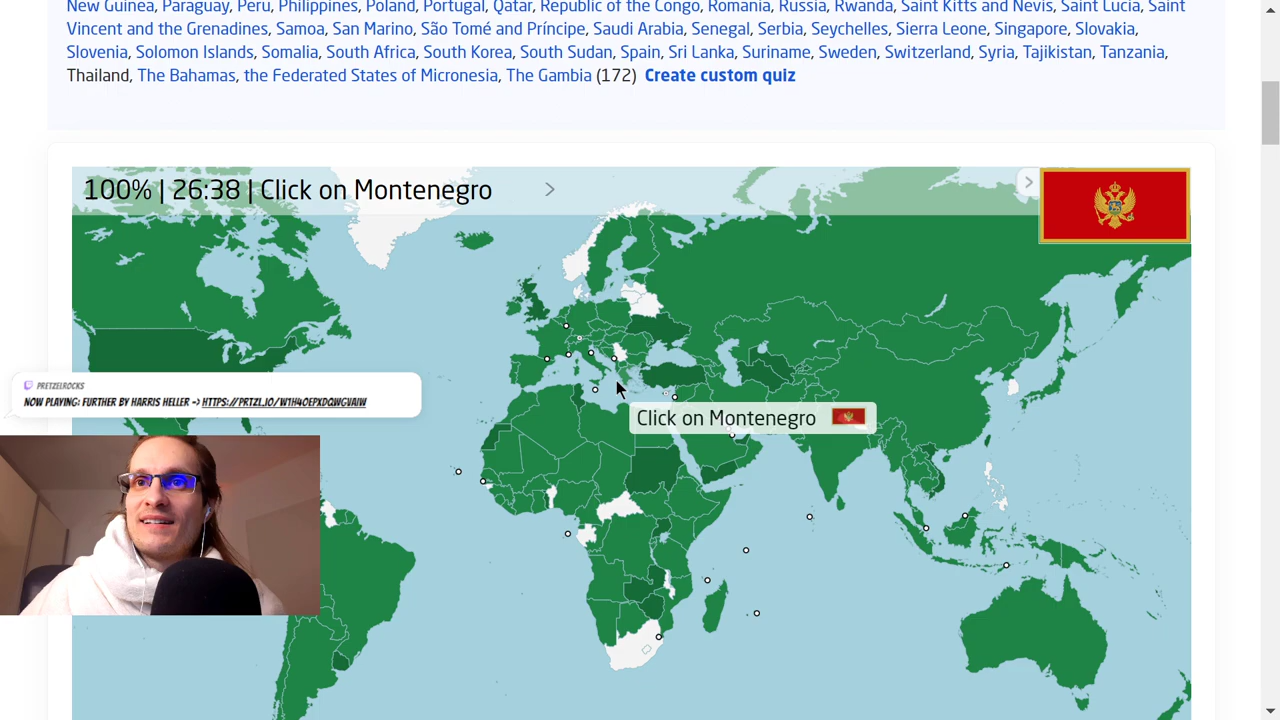 New Guinea, Paraguay, Peru, Philippines, Poland, Portugal, Qatar, Republic of the Congo, Romania, Russia, Rwanda, Saint Kitts and Nevis, Saint Lucia, Saint
Vincent and the Grenadines, Samoa, San Marino, São Tomé and Príncipe, Saudi Arabia, Senegal, Serbia, Seychelles, Sierra Leone, Singapore, Slovakia,
Slovenia, Solomon Islands, Somalia, South Africa, South Korea, South Sudan, Spain, Sri Lanka, Suriname, Sweden, Switzerland, Syria, Tajikistan, Tanzania,
Thailand, The Bahamas, the Federated States of Micronesia, The Gambia (172) Create custom quiz
100% | 26:38 | Click on Montenegro
PRETZELROCKS
NOW PLAYING: FURTHER BY HARRIS HELLER -> HTTPS://PRTZL.IO/W1H4OEPXDQWGVAIW
Click on Montenegro